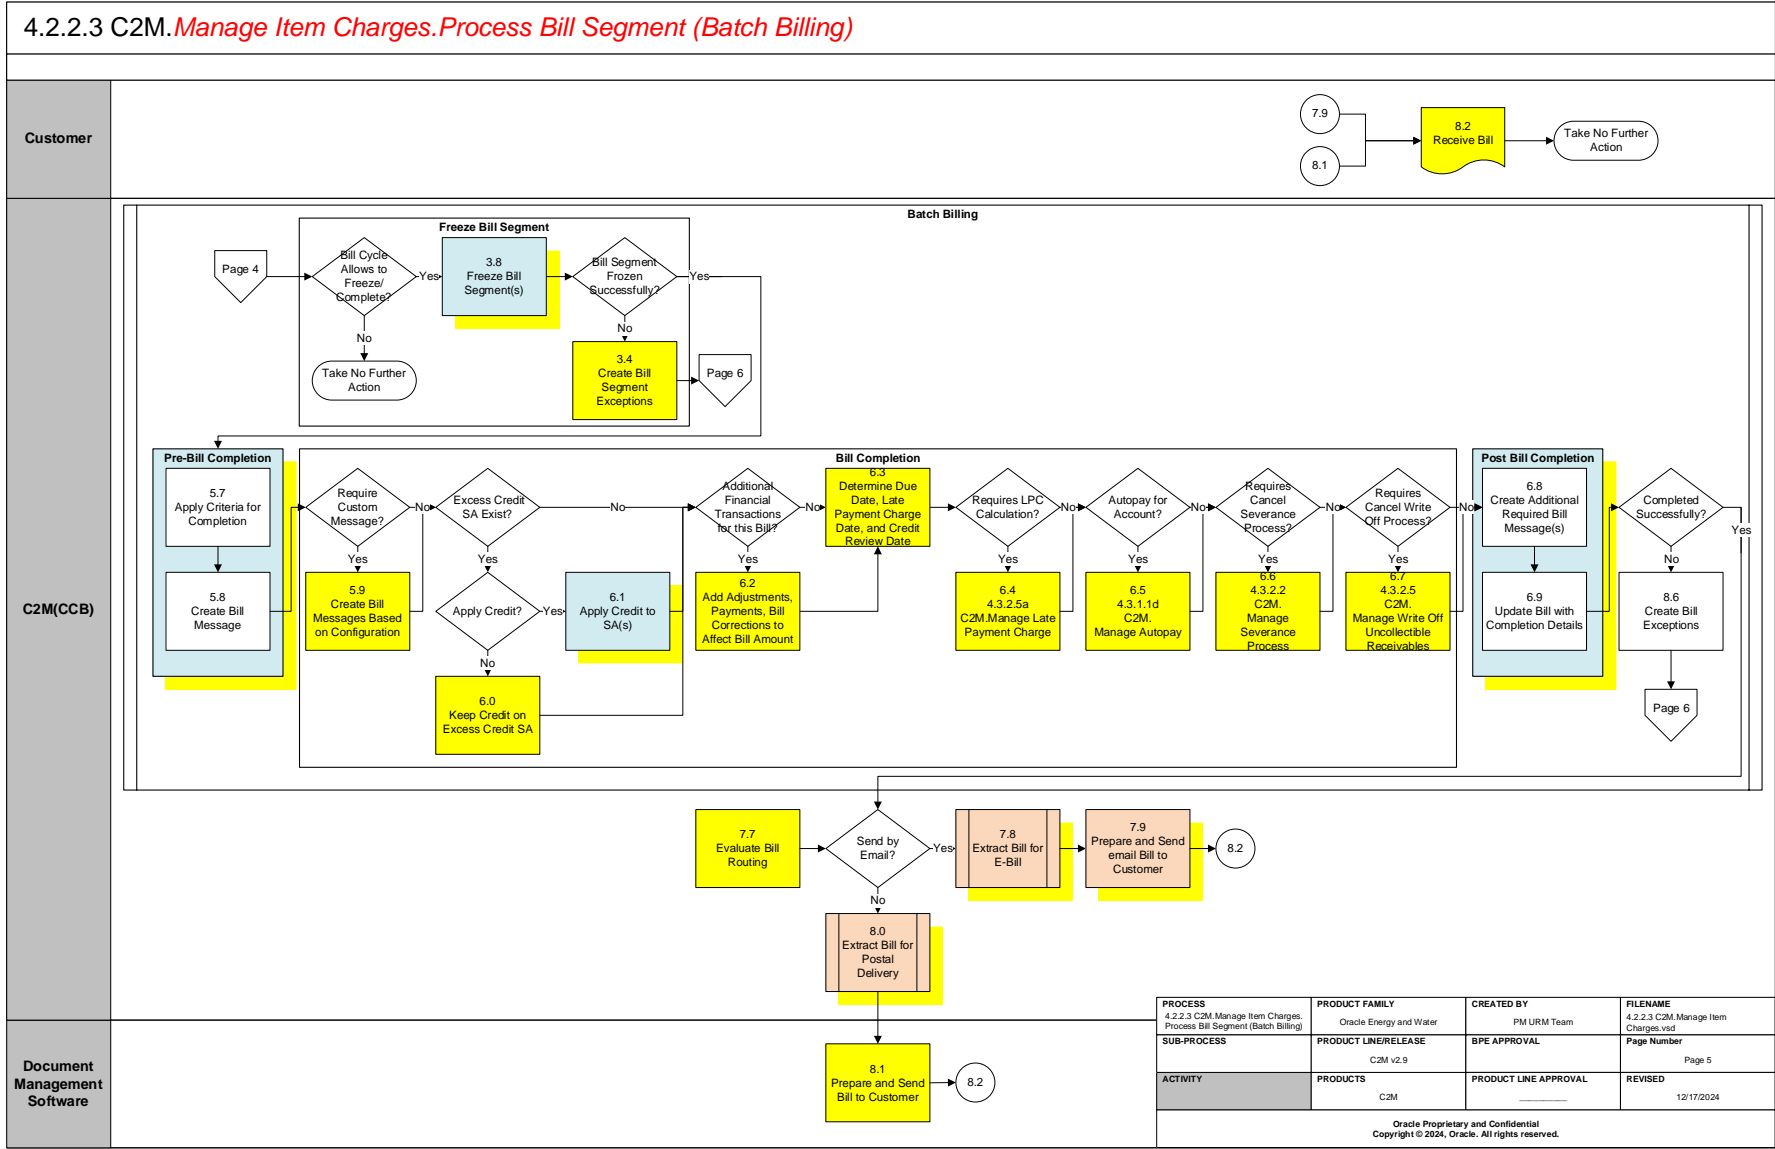 4.2.2.3 C2M.Manage Item Charges.Process Bill Segment (Batch Billing)
Customer
7.9
8.1
8.2
Receive Bill
Take No Further
Action
C2M(CCB)
Batch Billing
Freeze Bill Segment
Page 4
Bill Cycle
Allows to
Freeze/
Complete?
Yes
No
Take No Further
Action
3.8
Freeze Bill
Segment(s)
Bill Segment
Frozen
Successfully?
Yes
No
3.4
Create Bill
Segment
Exceptions
Page 6
Pre-Bill Completion
5.7
Apply Criteria for
Completion
5.8
Create Bill
Message
Bill Completion
Require
Custom
Message?
No
Yes
5.9
Create Bill
Messages Based
on Configuration
Excess Credit
SA Exist?
No
Yes
Apply Credit?
Yes
No
6.0
Keep Credit on
Excess Credit SA
6.1
Apply Credit to
SA(s)
Additional
Financial
Transactions
for this Bill?
No
Yes
6.2
Add Adjustments,
Payments, Bill
Corrections to
Affect Bill Amount
6.3
Determine Due
Date, Late
Payment Charge
Date, and Credit
Review Date
Requires LPC
Calculation?
No
Yes
6.4
4.3.2.5a
C2M.Manage Late
Payment Charge
Autopay for
Account?
No
Yes
6.5
4.3.1.1d
C2M.
Manage Autopay
Requires
Cancel
Severance
Process?
No
Yes
6.6
4.3.2.2
C2M.
Manage
Severance
Process
Requires
Cancel Write
Off Process?
No
Yes
6.7
4.3.2.5
C2M.
Manage Write Off
Uncollectible
Receivables
Post Bill Completion
6.8
Create Additional
Required Bill
Message(s)
6.9
Update Bill with
Completion Details
Completed
Successfully?
Yes
No
8.6
Create Bill
Exceptions
Page 6
7.7
Evaluate Bill
Routing
Send by
Email?
Yes
No
7.8
Extract Bill for
E-Bill
7.9
Prepare and Send
email Bill to
Customer
8.2
8.0
Extract Bill for
Postal
Delivery
Document
Management
Software
8.1
Prepare and Send
Bill to Customer
8.2
PROCESS
4.2.2.3 C2M.Manage Item Charges.
Process Bill Segment (Batch Billing)
PRODUCT FAMILY
Oracle Energy and Water
CREATED BY
PM URM Team
FILENAME
4.2.2.3 C2M.Manage Item
Charges.vsd
SUB-PROCESS
PRODUCT LINE/RELEASE
C2M v2.9
BPE APPROVAL
Page Number
Page 5
ACTIVITY
PRODUCTS
C2M
PRODUCT LINE APPROVAL
REVISED
12/17/2024
Oracle Proprietary and Confidential
Copyright © 2024, Oracle. All rights reserved.